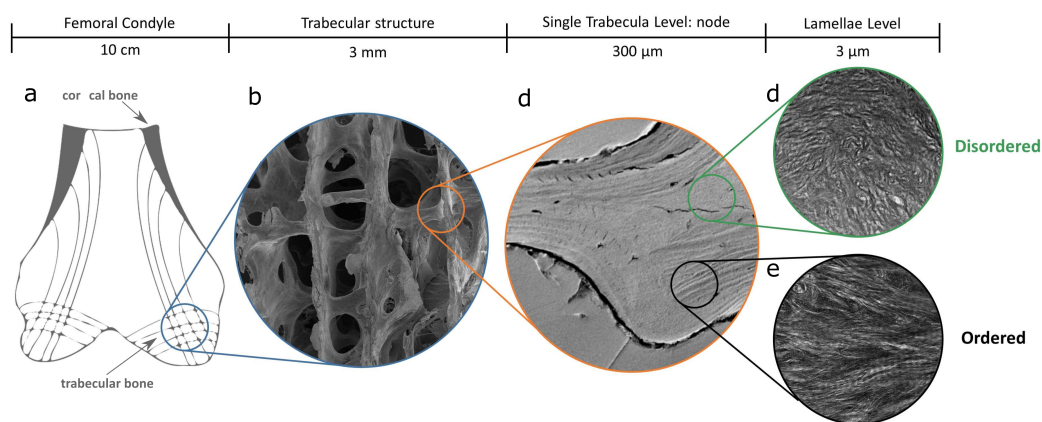 Femoral Condyle
Trabecular structure
Single Trabecula Level: node
Lamellae Level
10 cm
3 mm
300 µm
3 µm
a
cor cal bone
b
d
d
Disordered
e
Ordered
trabecular bone